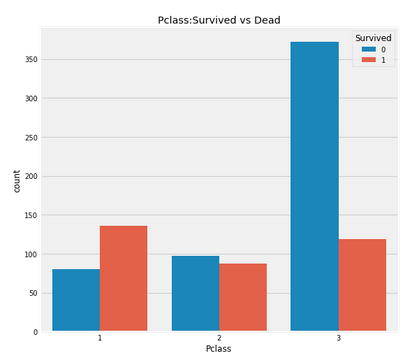 Pclass:Survived vs Dead
Survived
0
1
350
300
250
200
150
100
50
0
count
1 2 3
Pclass